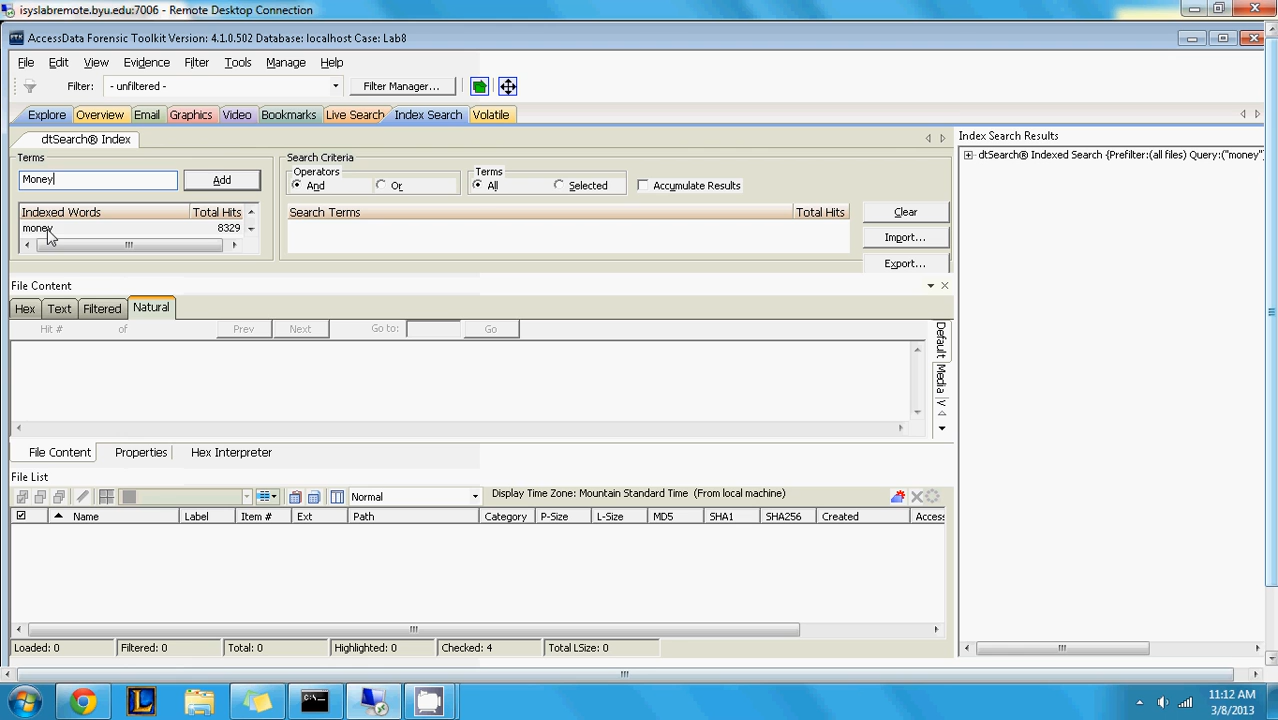 isyslabremote.byu.edu:7006 - Remote Desktop Connection
AccessData Forensic Toolkit Version: 4.1.0.502 Database: localhost Case: Lab8
File Edit View Evidence Filter Tools Manage Help
Filter: - unfiltered - Filter Manager...
Explore Overview Email Graphics Video Bookmarks Live Search Index Search Volatile
dtSearch® Index
Index Search Results
Terms Search Criteria
dtSearch® Indexed Search {Prefilter:(all files) Query:("money")
Operators Terms
Money Add And Or All Selected Accumulate Results
Indexed Words Total Hits Search Terms Total Hits Clear
money 8329
Import...
Export...
File Content
Hex Text Filtered Natural
Hit # of Prev Next Go to: Go
Default
Media
File Content Properties Hex Interpreter
File List
Normal Display Time Zone: Mountain Standard Time (From local machine)
Name Label Item # Ext Path Category P-Size L-Size MD5 SHA1 SHA256 Created Access
Loaded: 0 Filtered: 0 Total: 0 Highlighted: 0 Checked: 4 Total LSize: 0
11:12 AM
3/8/2013